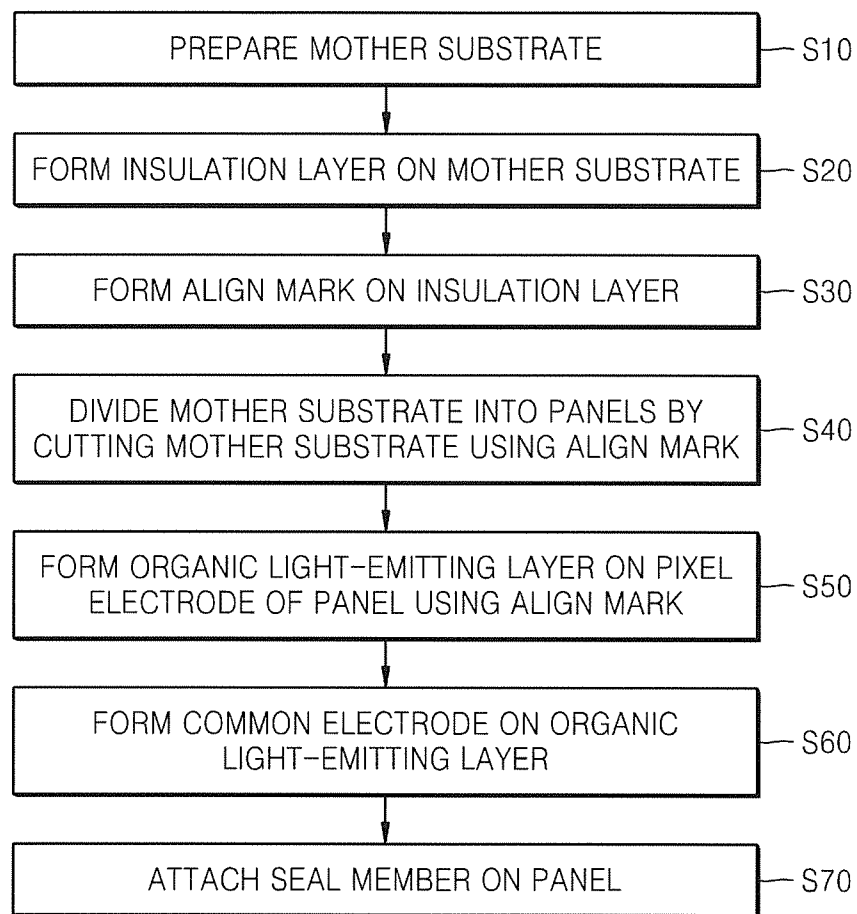 PREPARE MOTHER SUBSTRATE
S10
FORM INSULATION LAYER ON MOTHER SUBSTRATE
S20
FORM ALIGN MARK ON INSULATION LAYER
S30
DIVIDE MOTHER SUBSTRATE INTO PANELS BY
CUTTING MOTHER SUBSTRATE USING ALIGN MARK
S40
FORM ORGANIC LIGHT-EMITTING LAYER ON PIXEL
ELECTRODE OF PANEL USING ALIGN MARK
S50
FORM COMMON ELECTRODE ON ORGANIC
LIGHT-EMITTING LAYER
S60
ATTACH SEAL MEMBER ON PANEL
S70